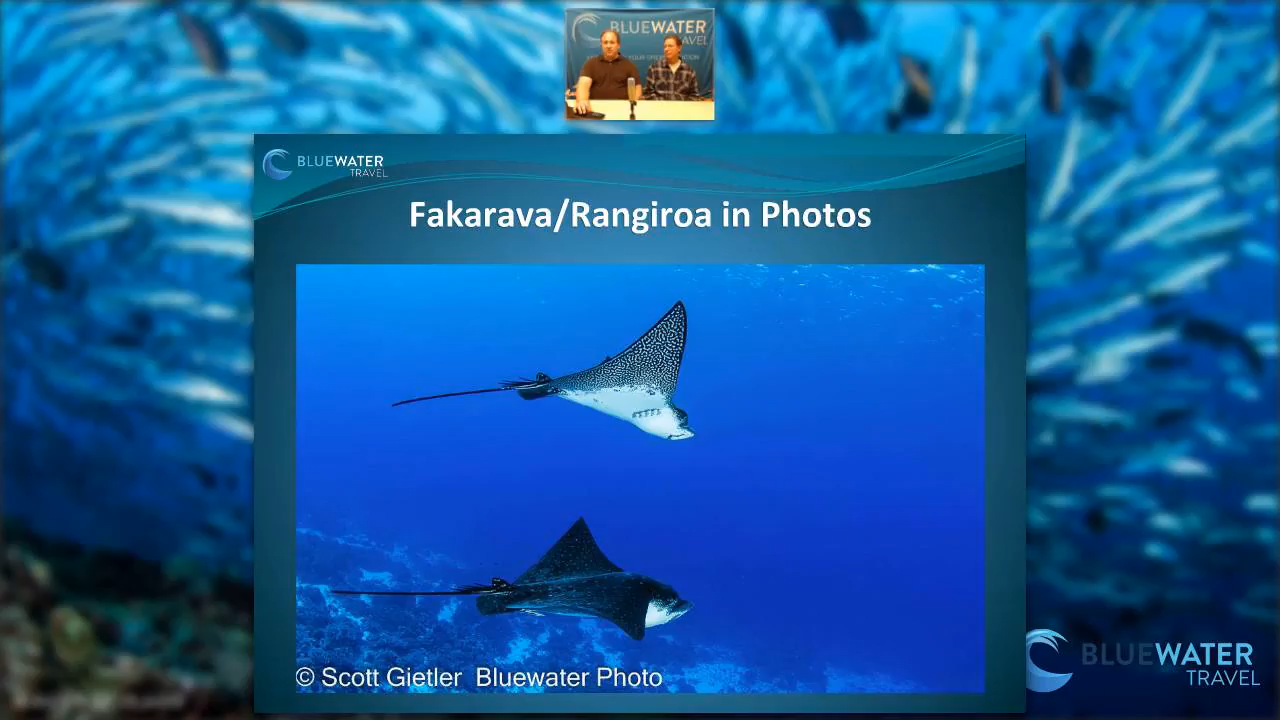 BLUEWATER
TRAVEL
BLUEWATER
TRAVEL
Fakarava/Rangiroa in Photos
© Scott Gietler Bluewater Photo
BLUEWATER
TRAVEL